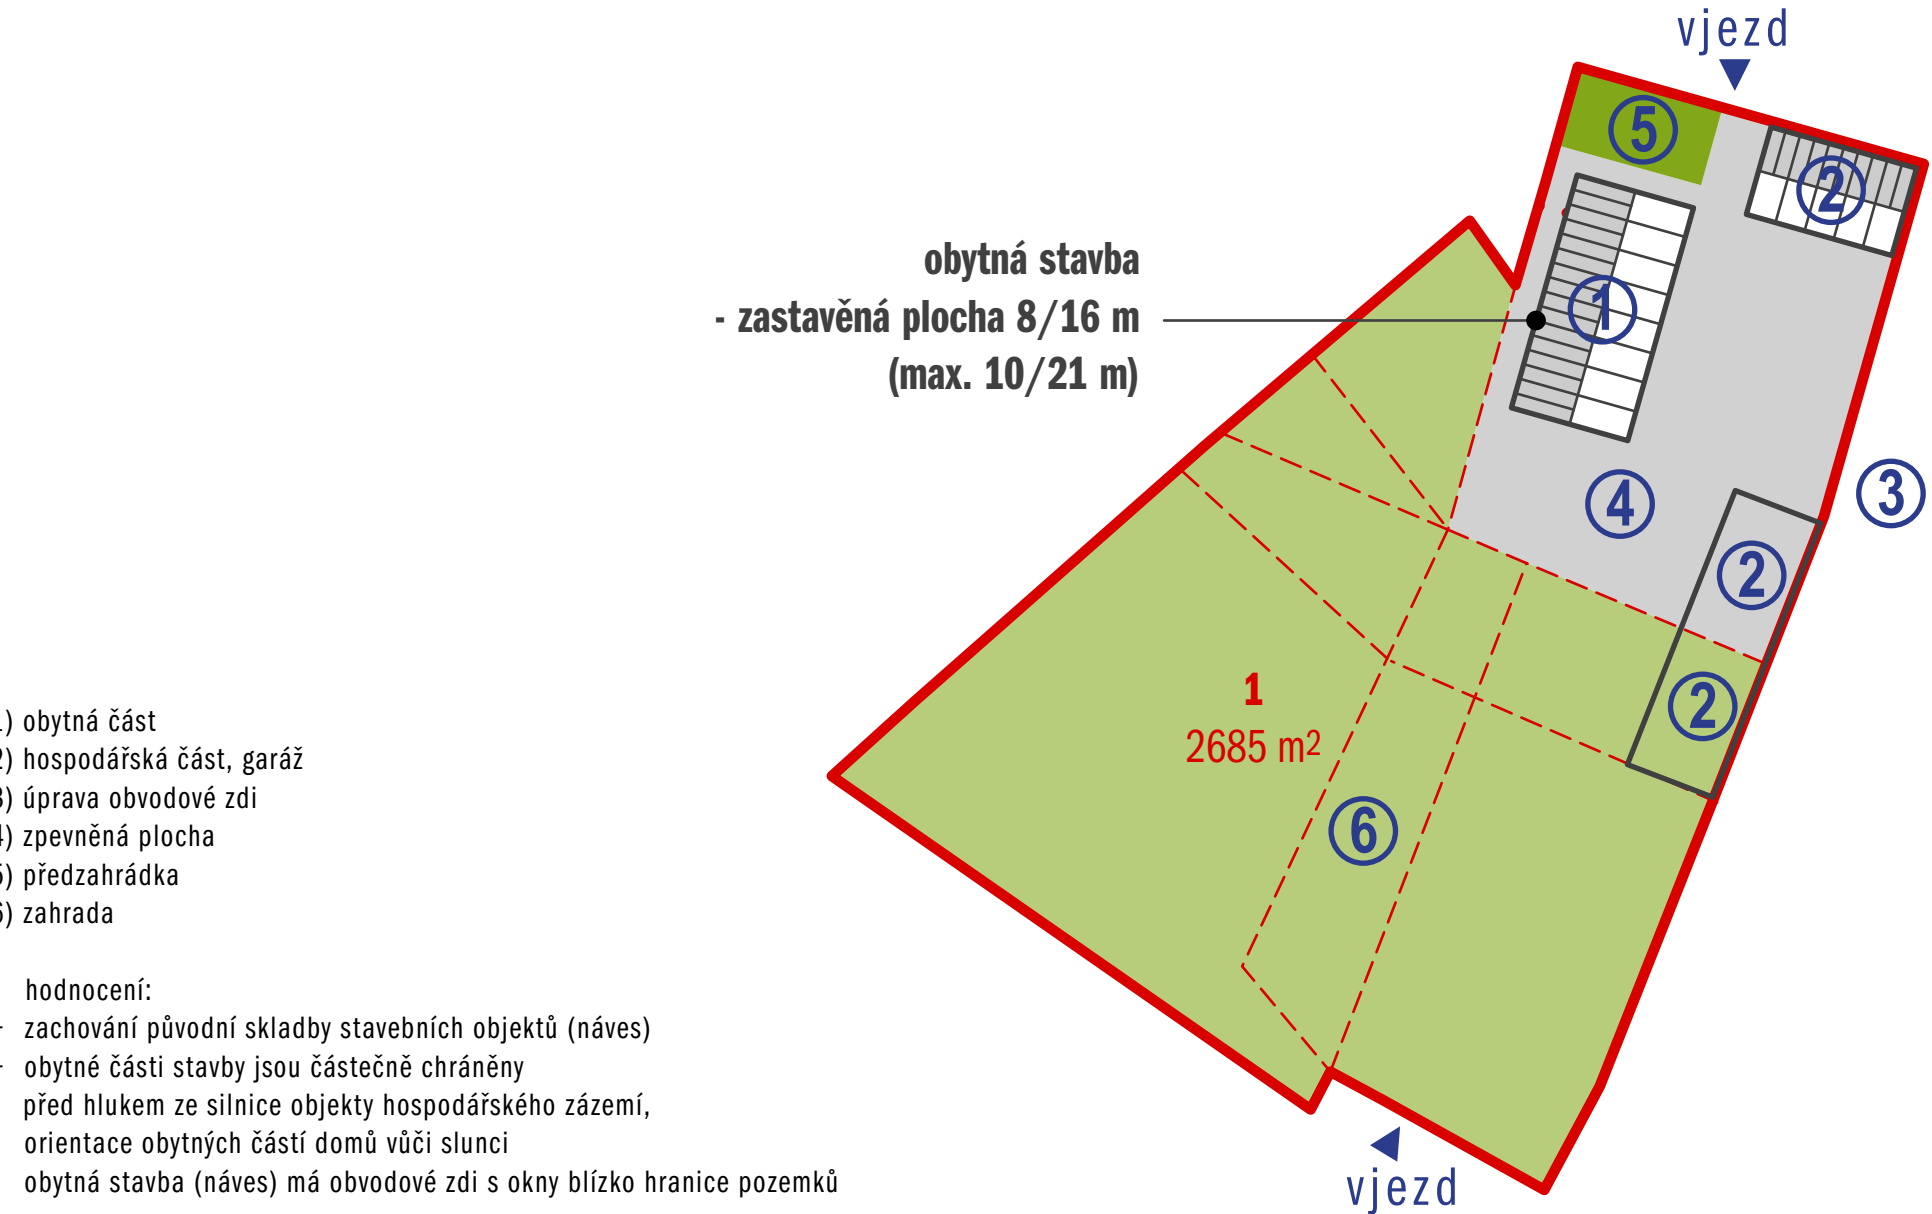 vjezd
5
2
obytná stavba
- zastavěná plocha 8/16 m
(max. 10/21 m)
1
4
3
2
2
1
2685 m2
6
vjezd
) obytná část
) hospodářská část, garáž
) úprava obvodové zdi
) zpevněná plocha
) předzahrádka
) zahrada
hodnocení:
zachování původní skladby stavebních objektů (náves)
obytné části stavby jsou částečně chráněny
před hlukem ze silnice objekty hospodářského zázemí,
orientace obytných částí domů vůči slunci
obytná stavba (náves) má obvodové zdi s okny blízko hranice pozemků